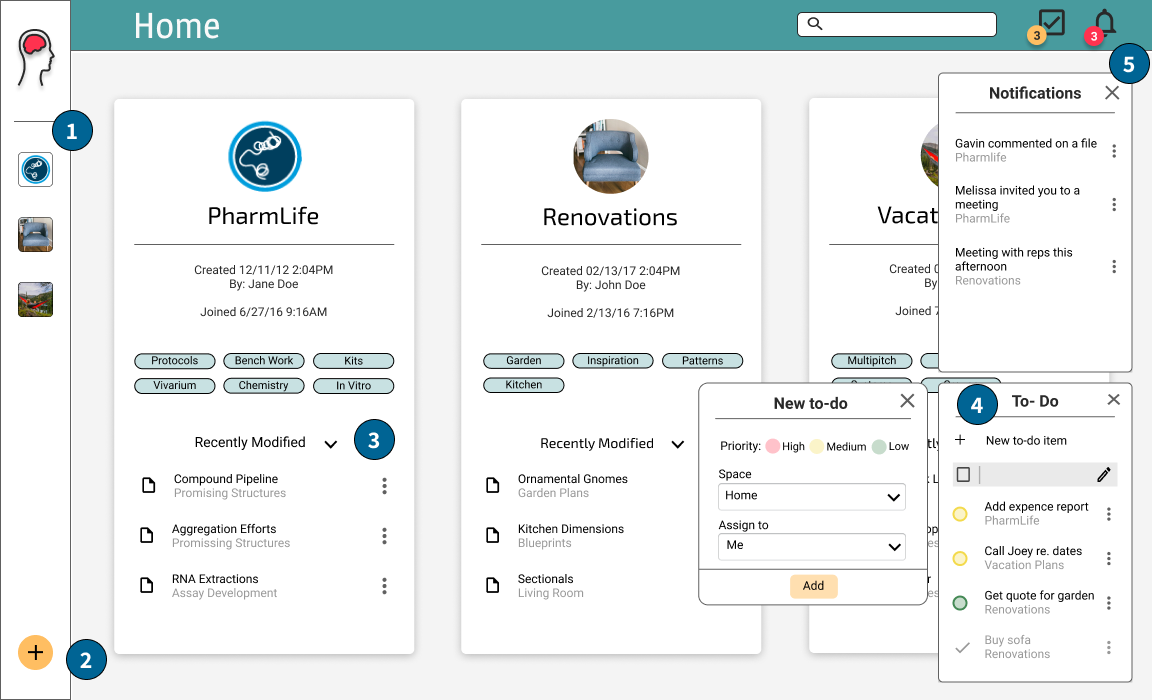 Home
3
3
1
5
Notifications
Gavin commented on a file
Pharmlife
Melissa invited you to a
meeting
PharmLife
Meeting with reps this
afternoon
Renovations
PharmLife
Created 12/11/12 2:04PM
By: Jane Doe
Joined 6/27/16 9:16AM
Protocols
Bench Work
Kits
Vivarium
Chemistry
In Vitro
Recently Modified
3
Compound Pipeline
Promising Structures
Aggregation Efforts
Promissing Structures
RNA Extractions
Assay Development
Renovations
Created 02/13/17 2:04PM
By: John Doe
Joined 2/13/16 7:16PM
Garden
Inspiration
Patterns
Kitchen
Recently Modified
Ornamental Gnomes
Garden Plans
Kitchen Dimensions
Blueprints
Sectionals
Living Room
Vacat
Created
By
Joined 7
Multipitch
New to-do
Priority:
High
Medium
Low
Space
Home
Assign to
Me
Add
4
To- Do
+ New to-do item
Add expence report
PharmLife
Call Joey re. dates
Vacation Plans
Get quote for garden
Renovations
Buy sofa
Renovations
+
2